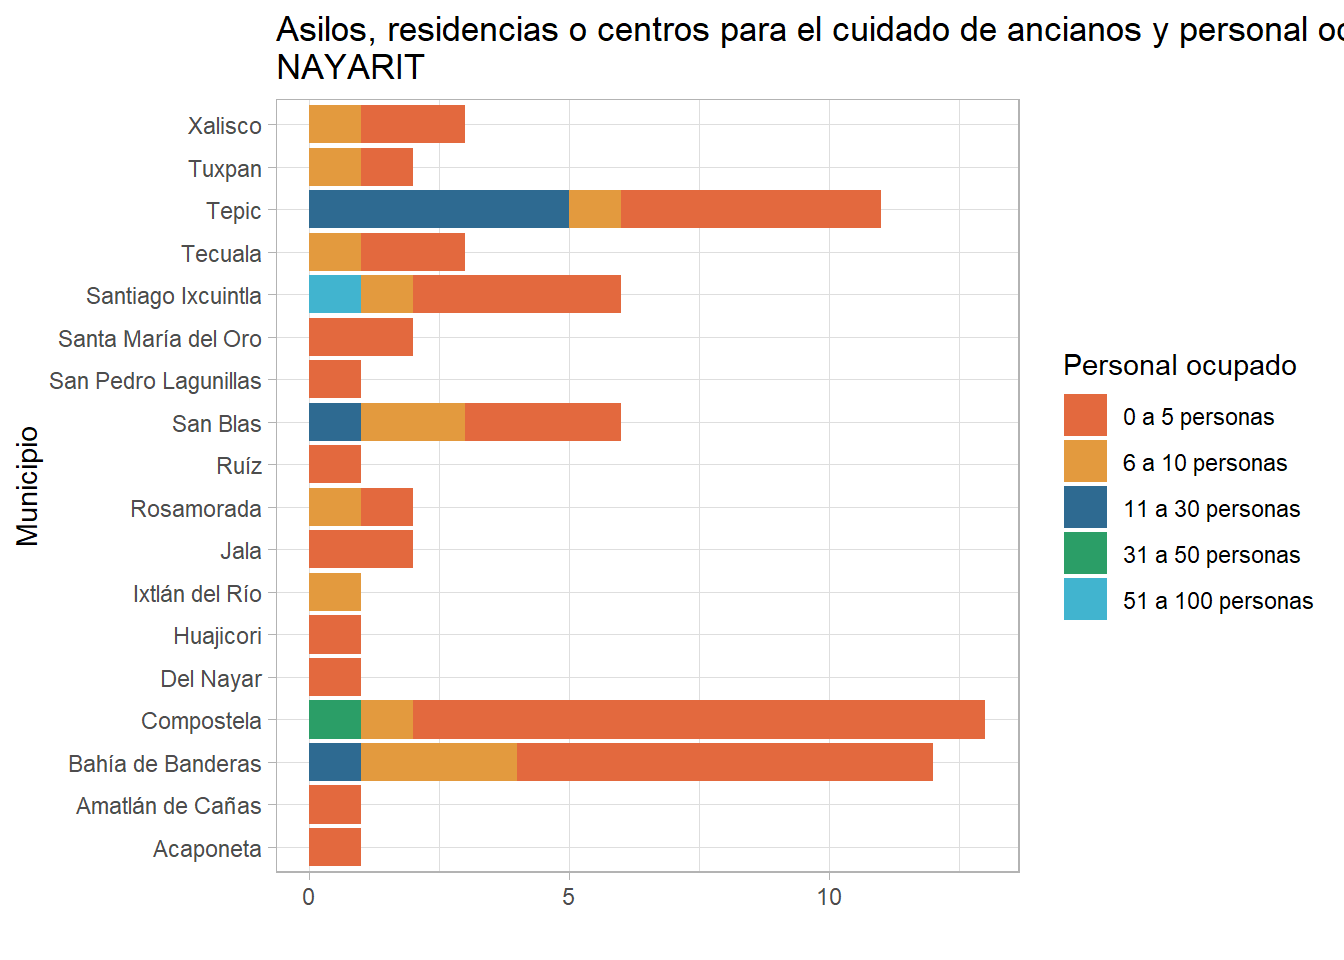 Asilos, residencias o centros para el cuidado de ancianos y personal
NAYARIT
Xalisco
Tuxpan
Tepic
Tecuala
Santiago Ixcuintla
Santa María del Oro
San Pedro Lagunillas
San Blas
Ruíz
Rosamorada
Jala
Ixtlán del Río
Huajicori
Del Nayar
Compostela
Bahía de Banderas
Amatlán de Cañas
Acaponeta
Municipio
0
5
10
Personal ocupado
0 a 5 personas
6 a 10 personas
11 a 30 personas
31 a 50 personas
51 a 100 personas